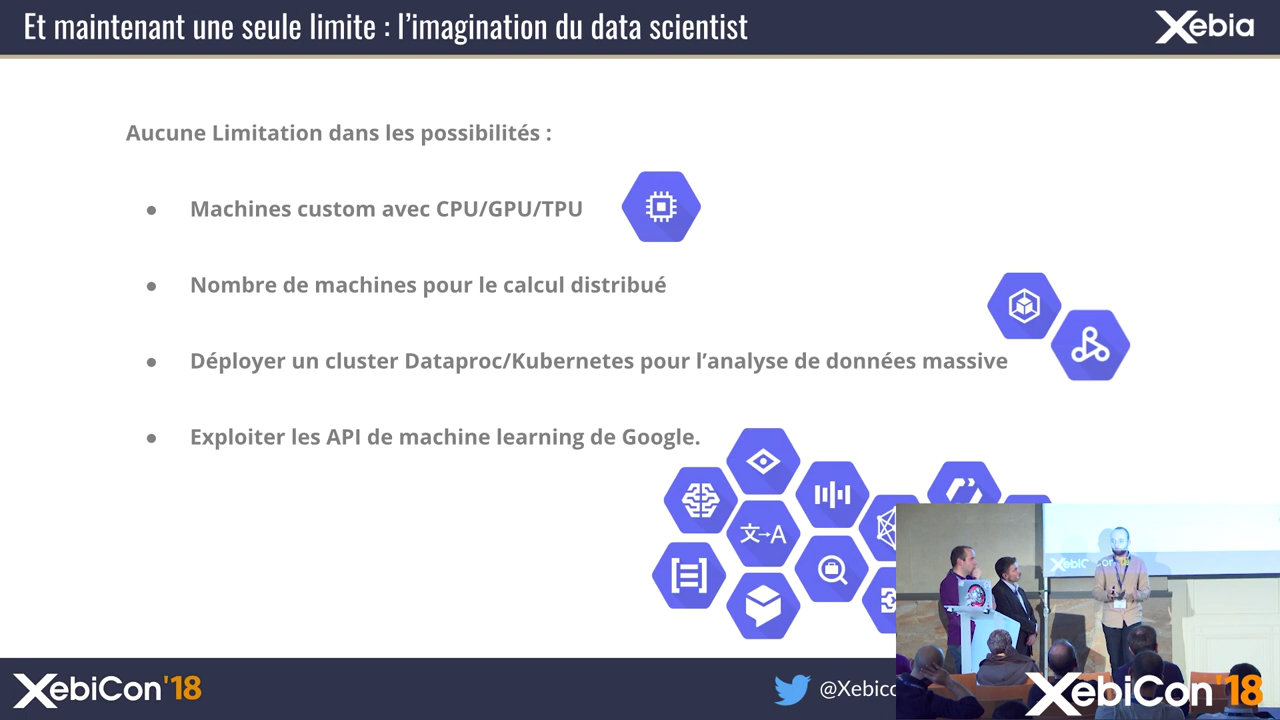 Et maintenant une seule limite : l’imagination du data scientist
Xebia
Aucune Limitation dans les possibilités :
● Machines custom avec CPU/GPU/TPU
● Nombre de machines pour le calcul distribué
● Déployer un cluster Dataproc/Kubernetes pour l’analyse de données massive
● Exploiter les API de machine learning de Google.
文→A
XebiCon'18
XebiCon'18